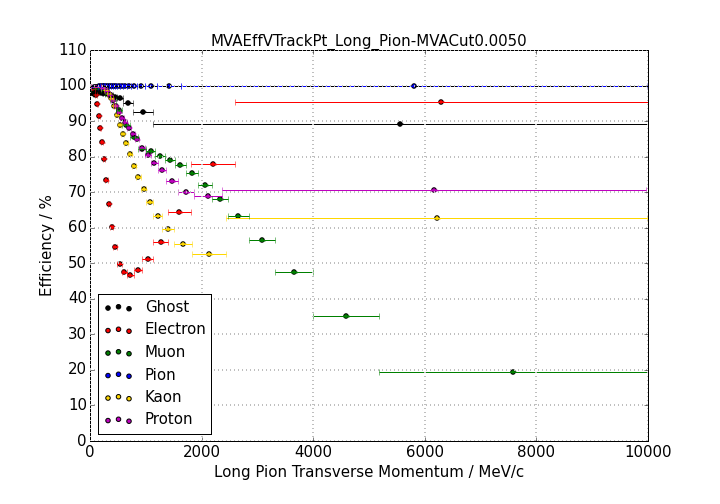 MVAEffVTrackPt_Long_Pion-MVACut0.0050
110
100
90
80
70
60
50
40
30
20
10
0
Efficiency / %
Ghost
Electron
Muon
Pion
Kaon
Proton
0 2000 4000 6000 8000 10000
Long Pion Transverse Momentum / MeV/c